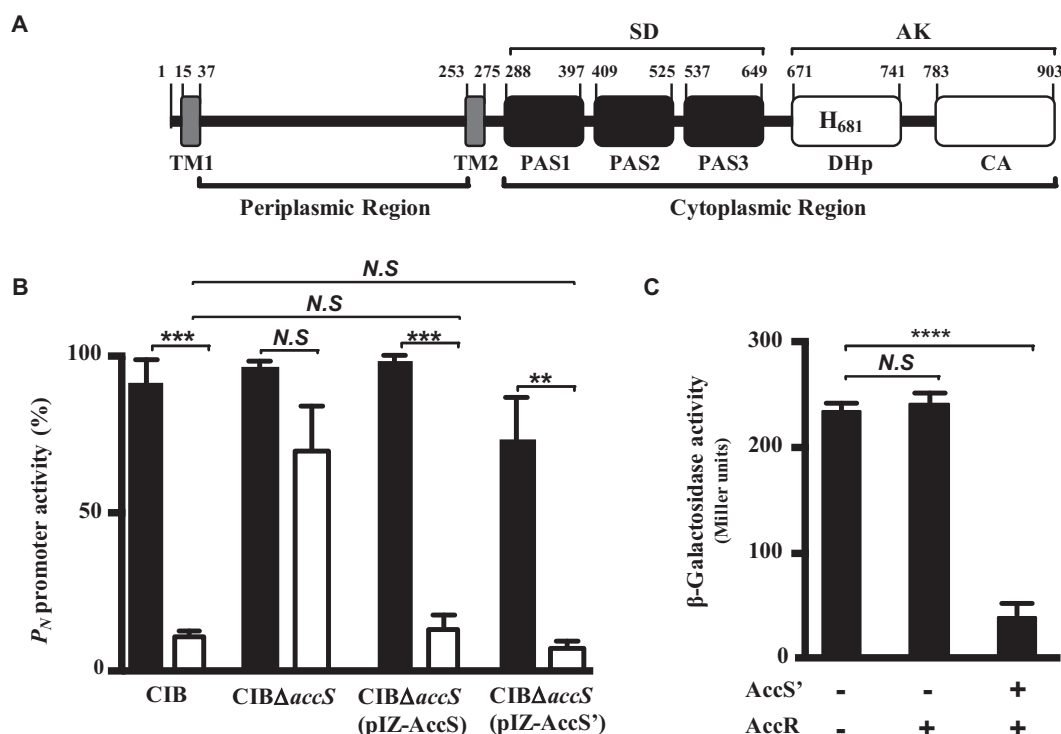 A
SD
AK
1 15 37 253 275 288 397 409 525 537 649 671 741 783 903
H681
TM1 TM2 PAS1 PAS2 PAS3 DHp CA
Periplasmic Region Cytoplasmic Region
B
N.S
N.S
*** N.S *** **
P_N promoter activity (%)
100
50
0
CIB CIBΔaccS CIBΔaccS CIBΔaccS
(pIZ-AccS) (pIZ-AccS’)
C
****
N.S
β-Galactosidase activity
(Miller units)
300
200
100
0
AccS’ - - +
AccR - + +